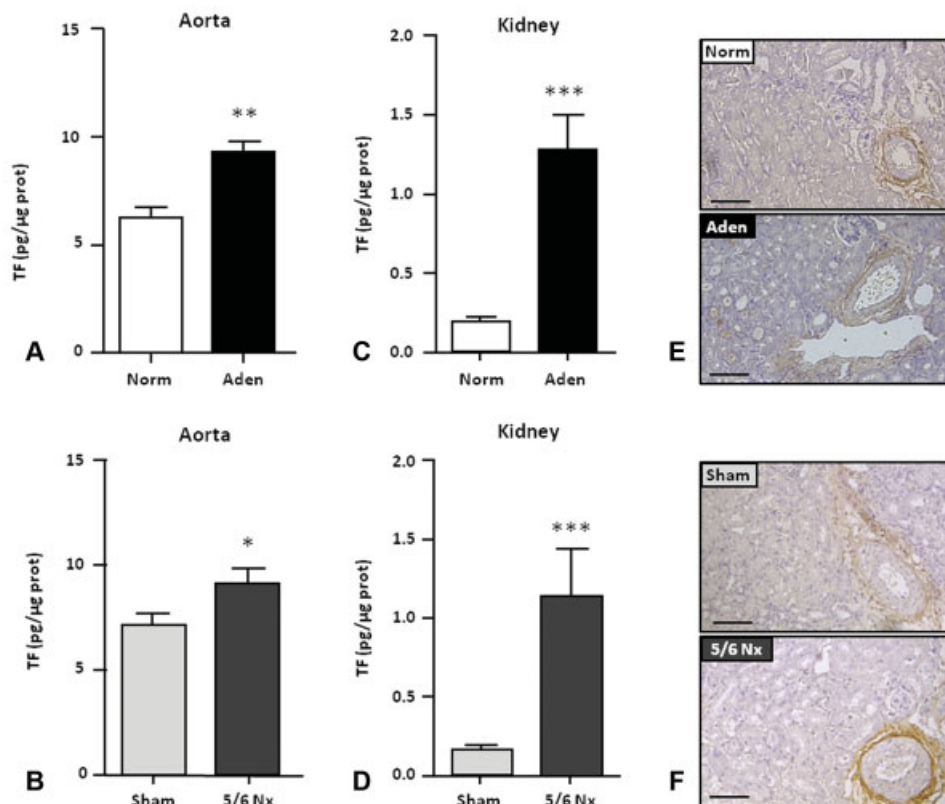 Aorta
TF (pg/µg prot)
15
10
5
0
**
Norm Aden
A
Kidney
TF (pg/µg prot)
2.0
1.5
1.0
0.5
0.0
***
Norm Aden
C
Norm
Aden
E
Aorta
TF (pg/µg prot)
15
10
5
0
*
Sham 5/6 Nx
B
Kidney
TF (pg/µg prot)
2.0
1.5
1.0
0.5
0.0
***
Sham 5/6 Nx
D
Sham
5/6 Nx
F